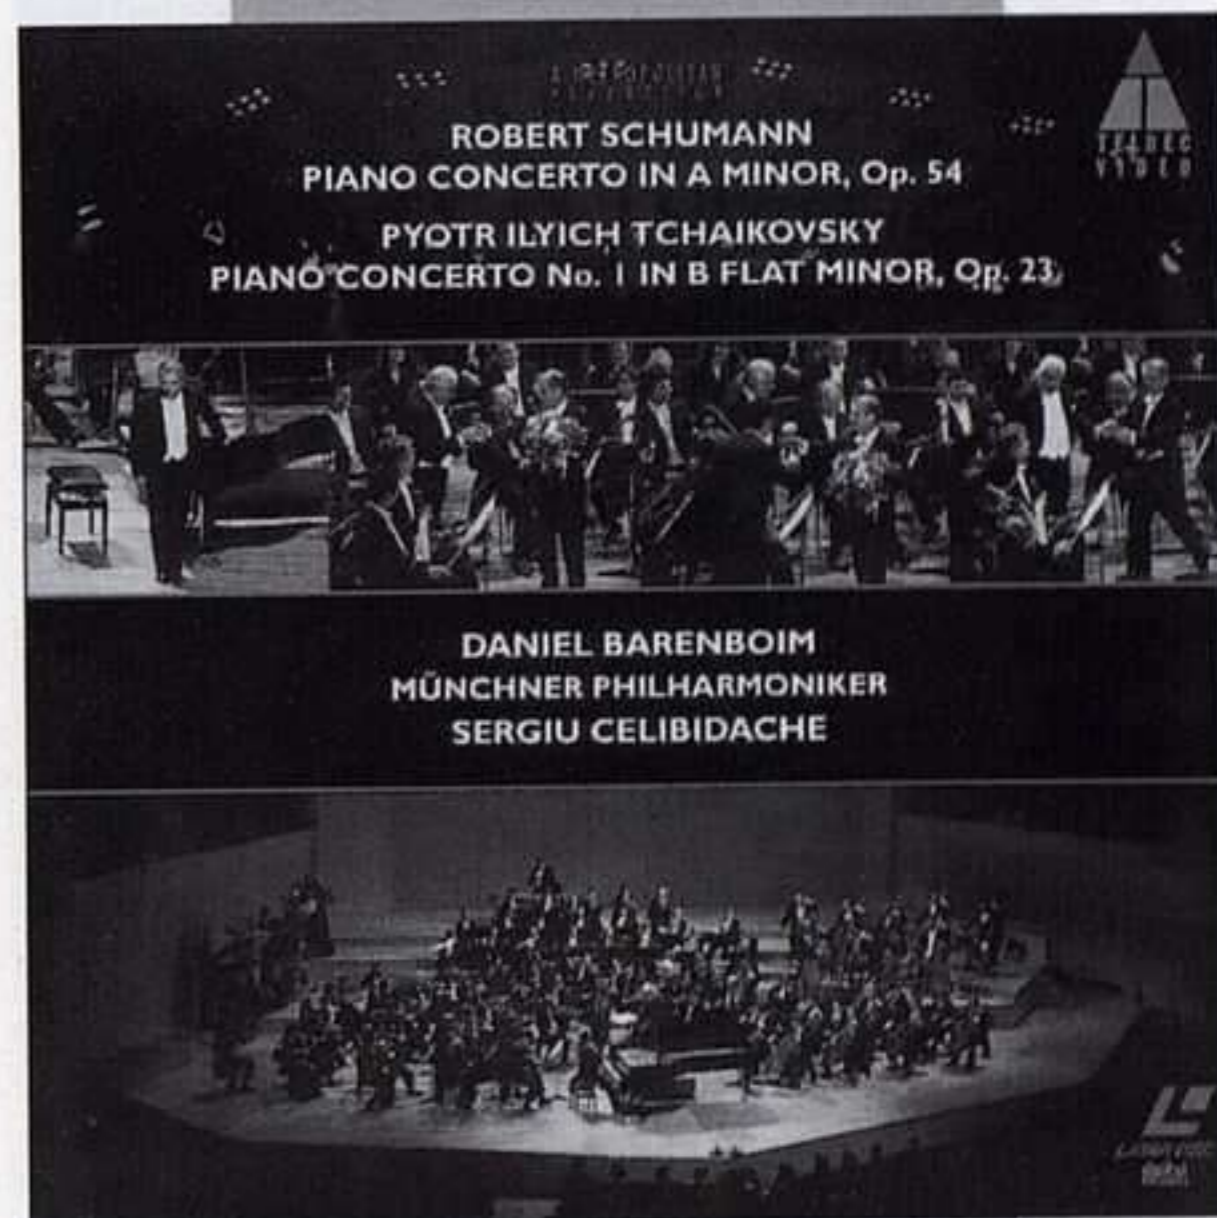 A METROPOLITAN
ROBERT SCHUMANN
PIANO CONCERTO IN A MINOR, Op. 54
PYOTR ILYICH TCHAIKOVSKY
PIANO CONCERTO No. 1 IN B FLAT MINOR, Op. 23
TELDEC
VIDEO
DANIEL BARENBOIM
MÜNCHNER PHILHARMONIKER
SERGIU CELIBIDACHE